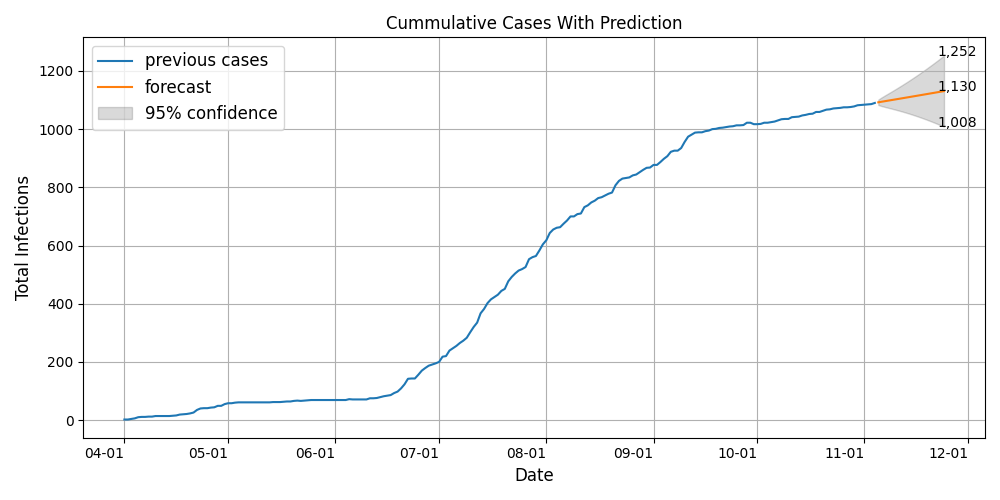 Cummulative Cases With Prediction
previous cases
forecast
95% confidence
1,252
1,130
1,008
1200
1000
800
600
400
200
0
Total Infections
04-01 05-01 06-01 07-01 08-01 09-01 10-01 11-01 12-01
Date